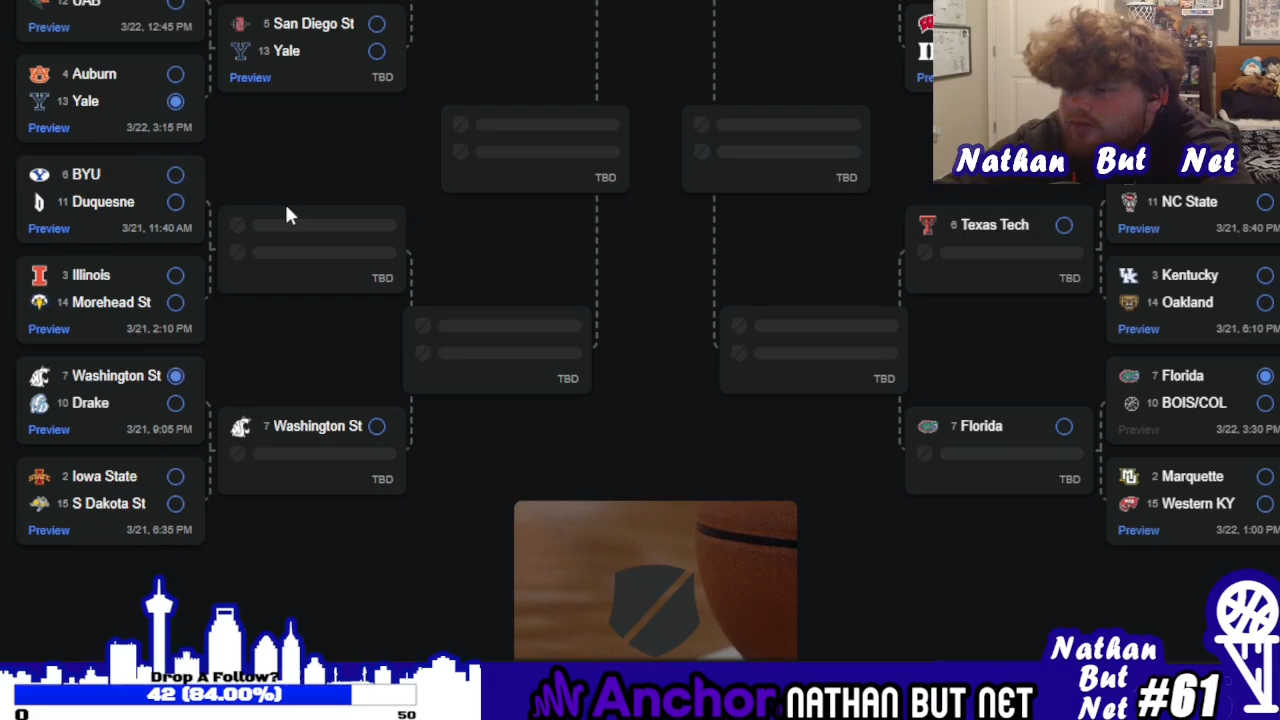 12 UAB
Preview 3/22, 12:45 PM
5 San Diego St
13 Yale
Preview TBD
4 Auburn
13 Yale
Preview 3/22, 3:15 PM
6 BYU
11 Duquesne
Preview 3/21, 11:40 AM
3 Illinois
14 Morehead St
Preview 3/21, 2:10 PM
TBD
7 Washington St
10 Drake
Preview 3/21, 9:05 PM
7 Washington St
TBD
2 Iowa State
15 S Dakota St
Preview 3/21, 6:35 PM
TBD
TBD
TBD
TBD
Pre
Nathan But Net
11 NC State
Preview 3/21, 8:40 PM
6 Texas Tech
TBD
3 Kentucky
14 Oakland
Preview 3/21, 6:10 PM
7 Florida
10 BOIS/COL
Preview 3/22, 3:30 PM
7 Florida
TBD
2 Marquette
15 Western KY
Preview 3/22, 1:00 PM
Drop A Follow?
42 (84.00%)
0 50
Anchor NATHAN BUT NET
Nathan
But
Net #61